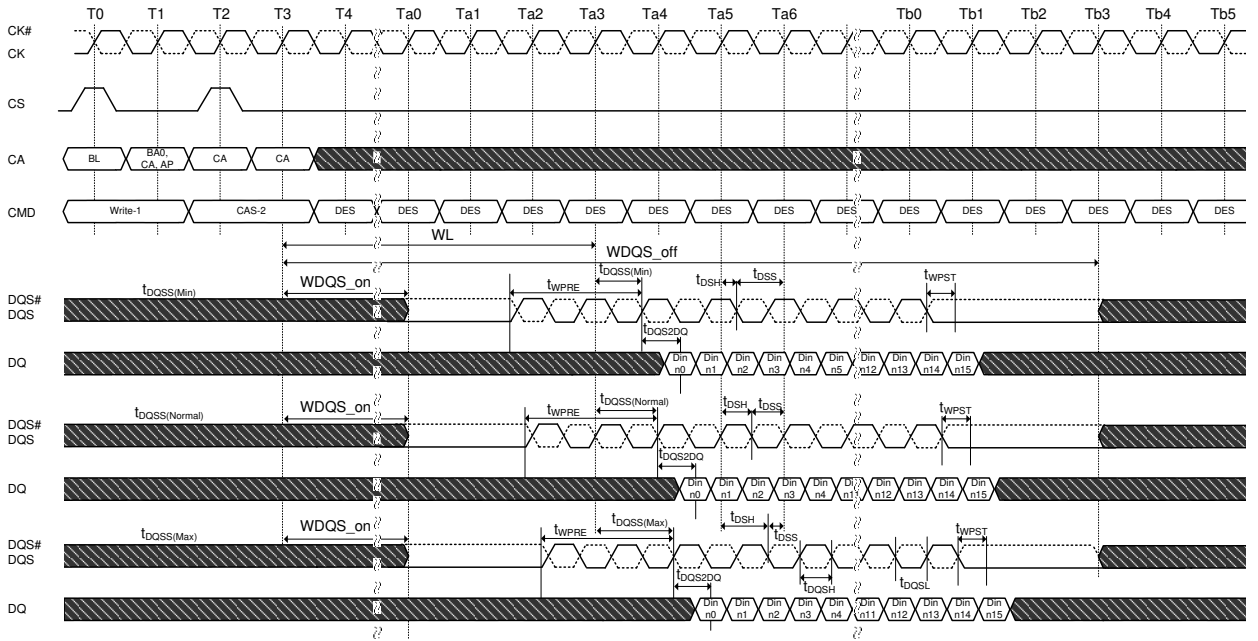 T0 T1 T2 T3 T4 Ta0 Ta1 Ta2 Ta3 Ta4 Ta5 Ta6 Tb0 Tb1 Tb2 Tb3 Tb4 Tb5
CK#
CK
CS
CA BL BA0, CA, AP CA CA
CMD Write-1 CAS-2 DES DES DES DES DES DES DES DES DES DES DES DES DES DES DES
WL
WDQS_off
WDQS_on
tDQSS(Min) tDQSS(Min) tWPRE tDSH tDSS tWPST
DQS#
DQS
tDQS2DQ
DQ Din n0 Din n1 Din n2 Din n3 Din n4 Din n5 Din n12 Din n13 Din n14 Din n15
WDQS_on
tDQSS(Normal) tDQSS(Normal) tWPRE tDSH tDSS tWPST
DQS#
DQS
tDQS2DQ
DQ Din n0 Din n1 Din n2 Din n3 Din n4 Din Din n12 Din n13 Din n14 Din n15
WDQS_on
tDQSS(Max) tDQSS(Max) tWPRE tDSH tDSS tWPST
DQS#
DQS
tDQS2DQ tDQSH tDQSL
DQ Din n0 Din n1 Din n2 Din n3 Din n4 Din n11 Din n12 Din n13 Din n14 Din n15